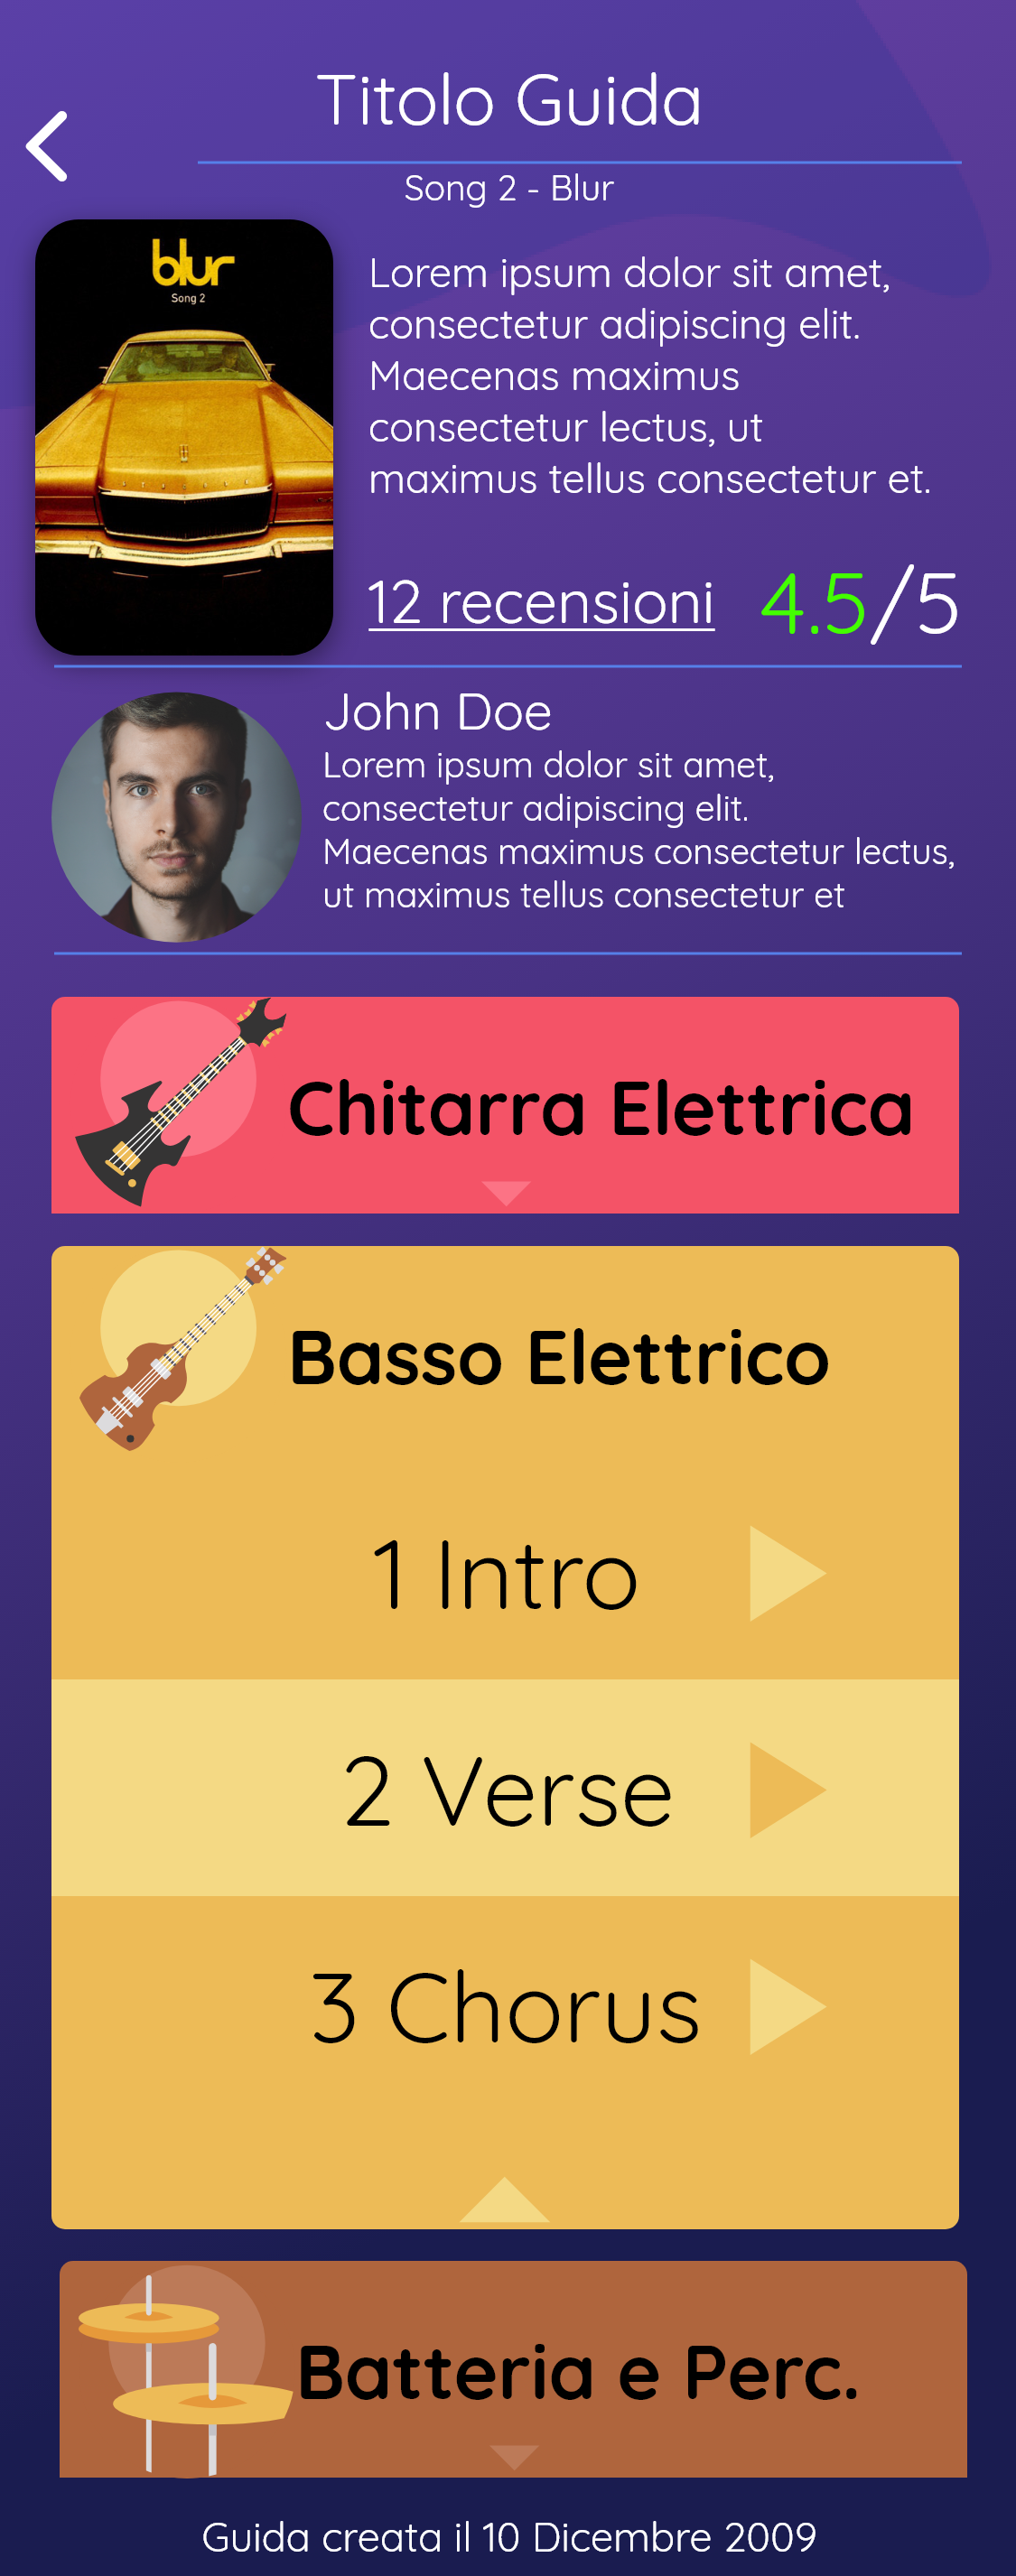 Titolo Guida
Song 2 - Blur
blur
Song 2
Lorem ipsum dolor sit amet,
consectetur adipiscing elit.
Maecenas maximus
consectetur lectus, ut
maximus tellus consectetur et.
12 recensioni 4.5/5
John Doe
Lorem ipsum dolor sit amet,
consectetur adipiscing elit.
Maecenas maximus consectetur lectus,
ut maximus tellus consectetur et
Chitarra Elettrica
Basso Elettrico
1 Intro
2 Verse
3 Chorus
Batteria e Perc.
Guida creata il 10 Dicembre 2009